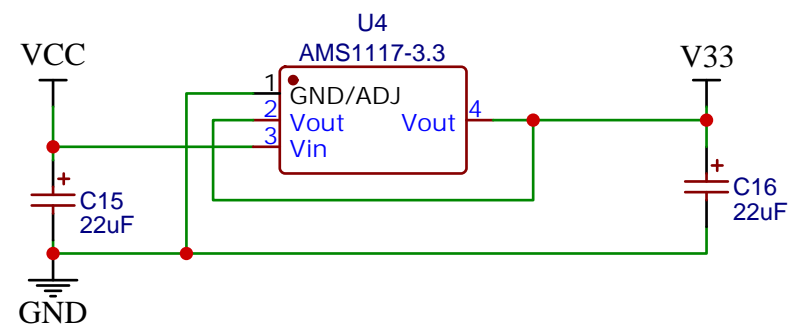 U4
AMS1117-3.3
VCC
V33
1
GND/ADJ
2
Vout
Vout
4
3
Vin
+
C15
22uF
+
C16
22uF
GND